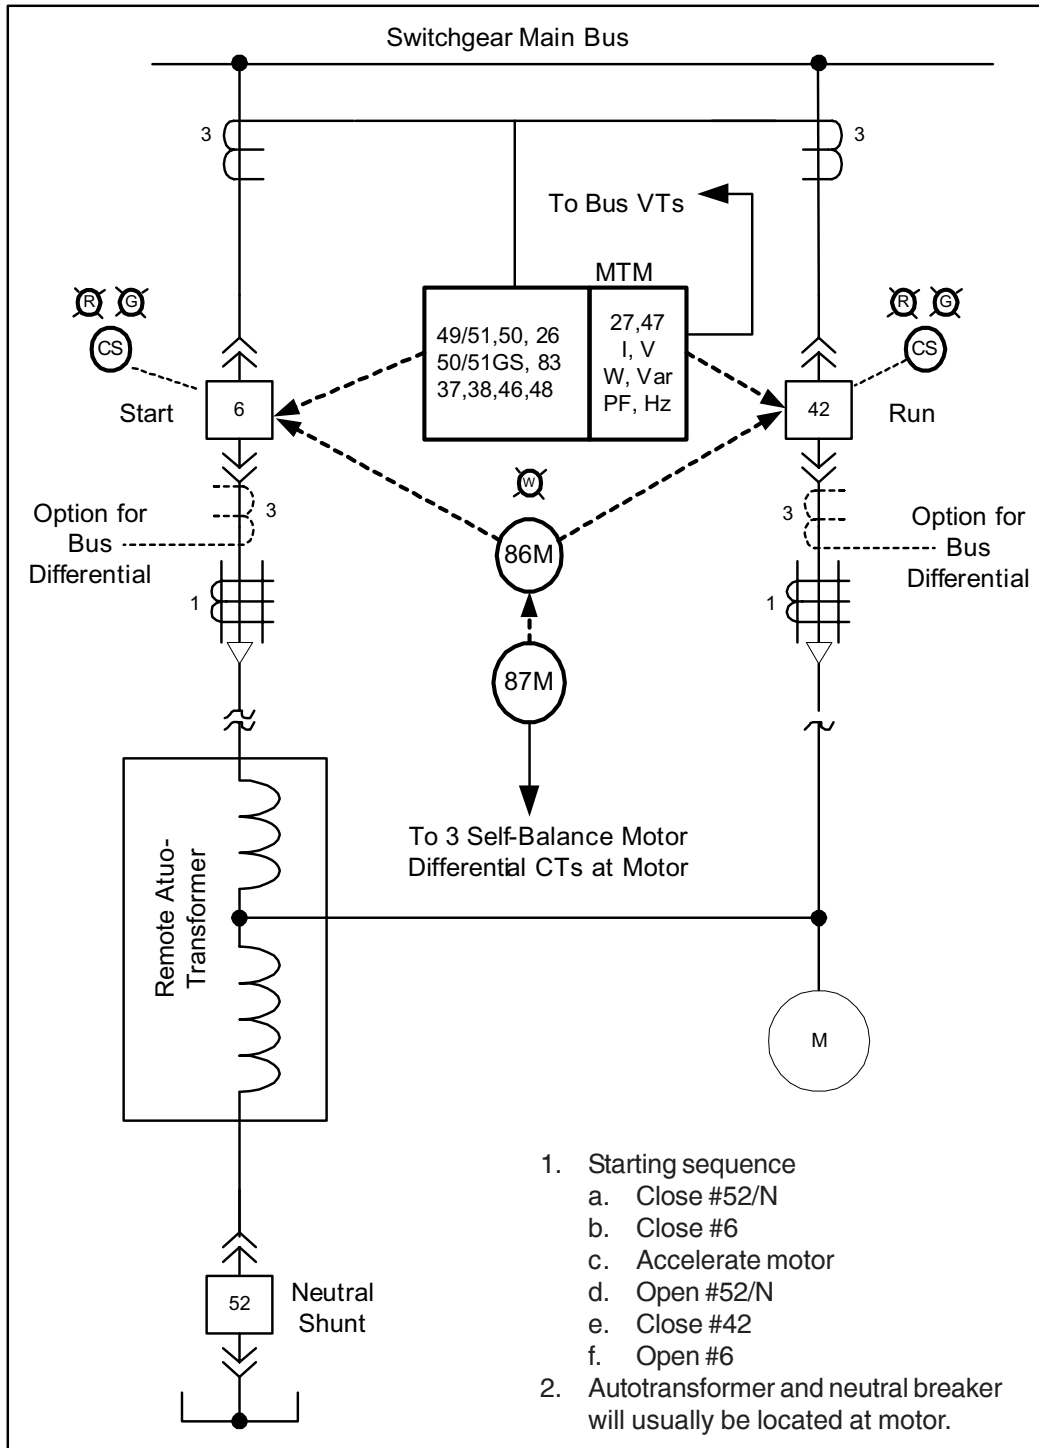 Switchgear Main Bus
3
3
To Bus VTs
MTM
R G
R G
CS
CS
49/51,50, 26
50/51GS, 83
37,38,46,48
27,47
I, V
W, Var
PF, Hz
Start
6
42
Run
W
3
3
Option for
Bus
Differential
Option for
Bus
Differential
86M
1
1
87M
To 3 Self-Balance Motor
Differential CTs at Motor
Remote Atuo-
Transformer
M
1. Starting sequence
a. Close #52/N
b. Close #6
c. Accelerate motor
d. Open #52/N
e. Close #42
f. Open #6
2. Autotransformer and neutral breaker
will usually be located at motor.
52
Neutral
Shunt